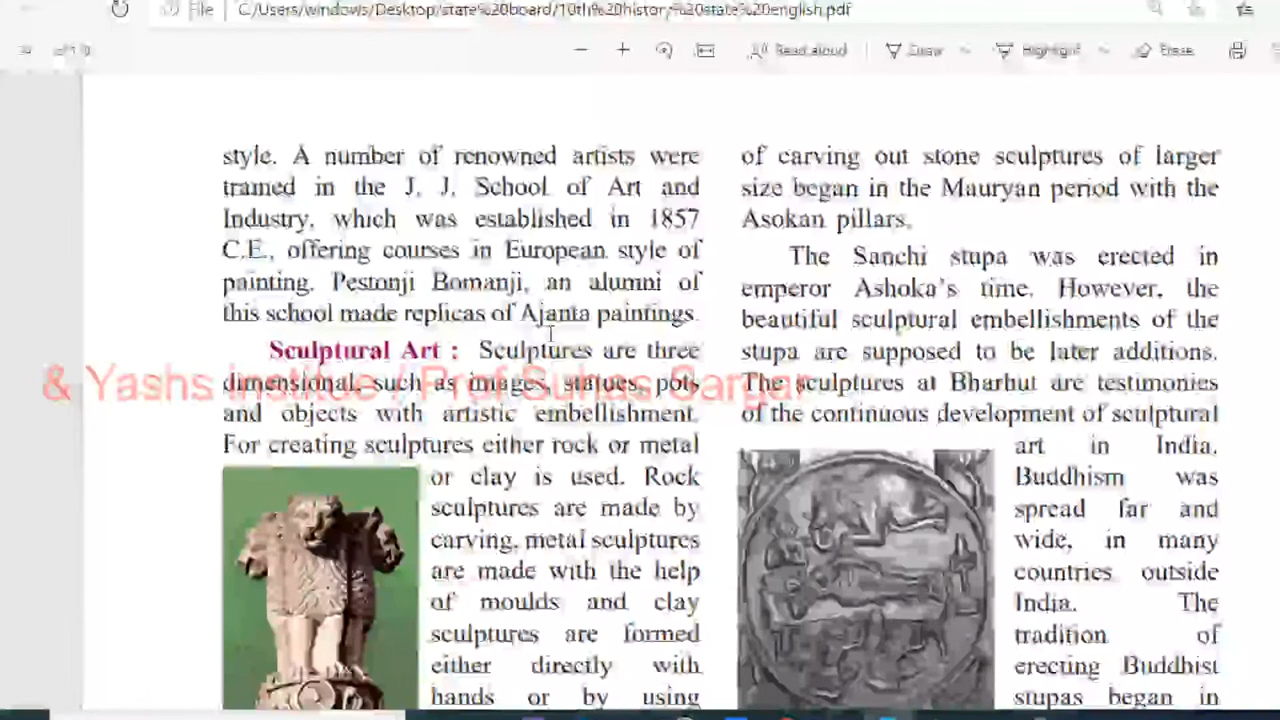 File
C:/Users/windows/Desktop/state%20board/10th%20history%20state%20english.pdf
Read aloud
Draw
Highlight
Erase
style. A number of renowned artists were
trained in the J. J. School of Art and
Industry, which was established in 1857
C.E., offering courses in European style of
painting. Pestonji Bomanji, an alumni of
this school made replicas of Ajanta paintings.
Sculptural Art : Sculptures are three
dimensional, such as images, statues, pots
and objects with artistic embellishment.
For creating sculptures either rock or metal
or clay is used. Rock
sculptures are made by
carving, metal sculptures
are made with the help
of moulds and clay
sculptures are formed
either directly with
hands or by using
of carving out stone sculptures of larger
size began in the Mauryan period with the
Asokan pillars.
The Sanchi stupa was erected in
emperor Ashoka's time. However, the
beautiful sculptural embellishments of the
stupa are supposed to be later additions.
The sculptures at Bharhut are testimonies
of the continuous development of sculptural
art in India.
Buddhism was
spread far and
wide, in many
countries outside
India. The
tradition of
erecting Buddhist
stupas began in
& Yashs Institue / Prof Suhas Sargar